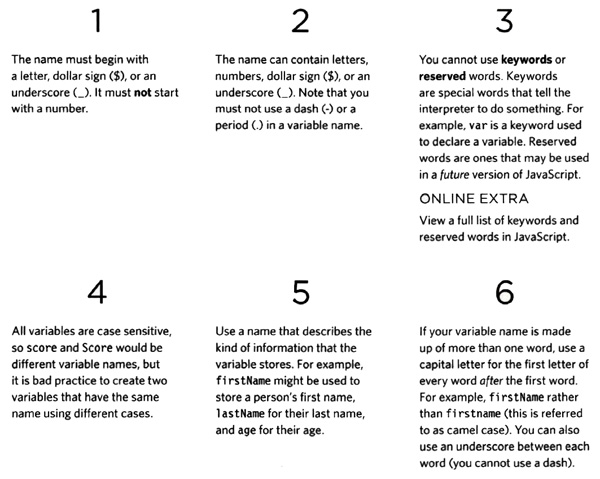 1
The name must begin with
a letter, dollar sign ($), or an
underscore (_). It must not start
with a number.
2
The name can contain letters,
numbers, dollar sign ($), or an
underscore (_). Note that you
must not use a dash (-) or a
period (.) in a variable name.
3
You cannot use keywords or
reserved words. Keywords
are special words that tell the
interpreter to do something. For
example, var is a keyword used
to declare a variable. Reserved
words are ones that may be used
in a future version of JavaScript.
ONLINE EXTRA
View a full list of keywords and
reserved words in JavaScript.
4
All variables are case sensitive,
so score and Score would be
different variable names, but
it is bad practice to create two
variables that have the same
name using different cases.
5
Use a name that describes the
kind of information that the
variable stores. For example,
firstName might be used to
store a person's first name,
lastName for their last name,
and age for their age.
6
If your variable name is made
up of more than one word, use a
capital letter for the first letter of
every word after the first word.
For example, firstName rather
than firstname (this is referred
to as camel case). You can also
use an underscore between each
word (you cannot use a dash).